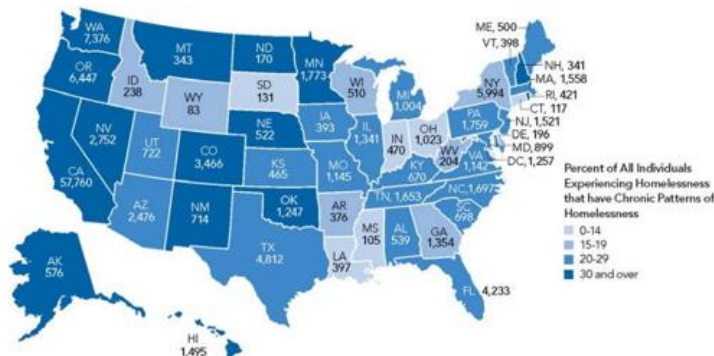 WA
7,376
OR
6,447
CA
57,760
NV
2,752
ID
238
MT
343
WY
83
UT
722
AZ
2,476
CO
3,466
NM
714
ND
170
SD
131
NE
522
KS
465
OK
1,247
TX
4,812
MN
1,773
IA
393
MO
1,145
AR
376
LA
397
WI
510
IL
1,341
MI
1,004
IN
470
OH
1,023
KY
670
TN, 1,653
MS
105
AL
539
GA
1,354
FL 4,233
SC
698
NC, 1,697
VA
1,142
WV
204
PA
1,759
NY
5,994
ME, 500
VT, 398
NH, 341
MA, 1,558
RI, 421
CT, 117
NJ, 1,521
DE, 196
MD, 899
DC, 1,257
AK
576
HI
1,495
Percent of All Individuals
Experiencing Homelessness
that have Chronic Patterns of
Homelessness
0-14
15-19
20-29
30 and over